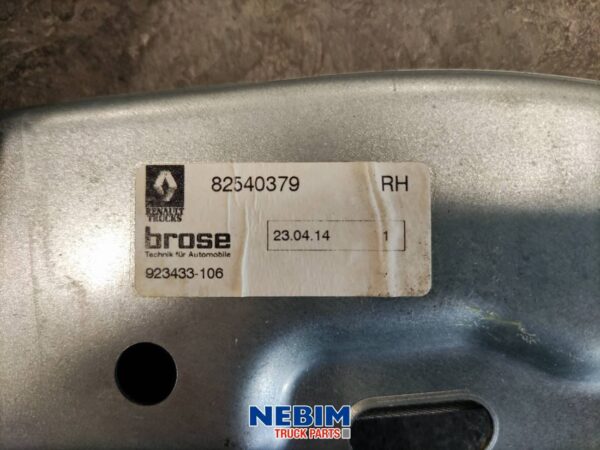 82540379 RH
RENAULT
TRUCKS
brose
Technik für Automobile
23.04.14 1
923433-106
NEBIM
TRUCK PARTS